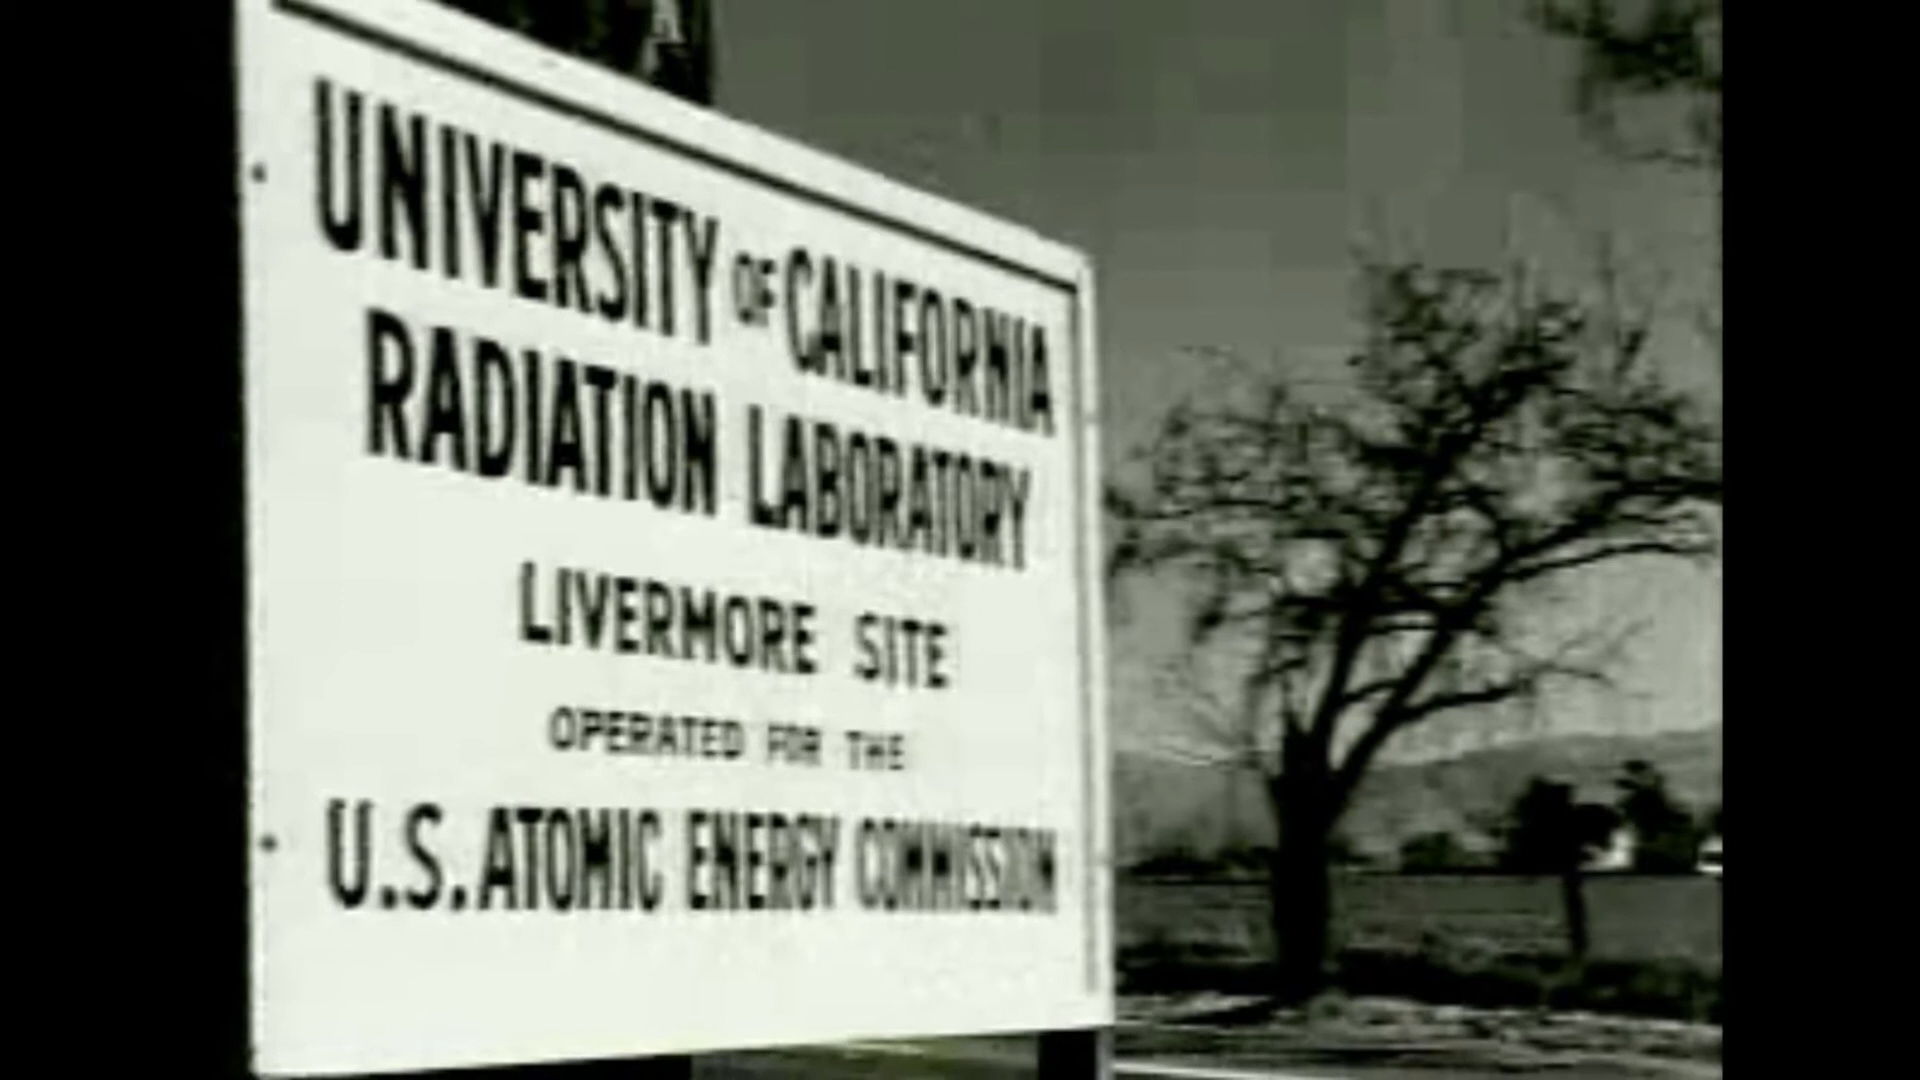 UNIVERSITY OF CALIFORNIA
RADIATION LABORATORY
LIVERMORE SITE
OPERATED FOR THE
U.S. ATOMIC ENERGY COMMISSION